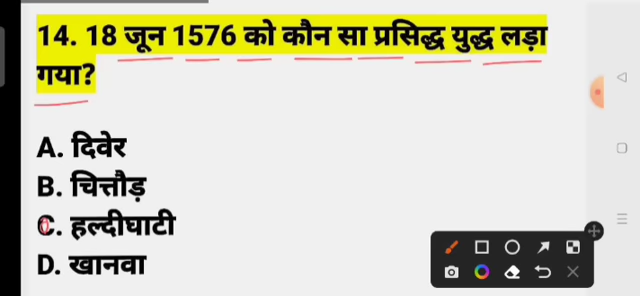 14. 18 जून 1576 को कौन सा प्रसिद्ध युद्ध लड़ा
गया?
A. दिवेर
B. चित्तौड़
C. हल्दीघाटी
D. खानवा